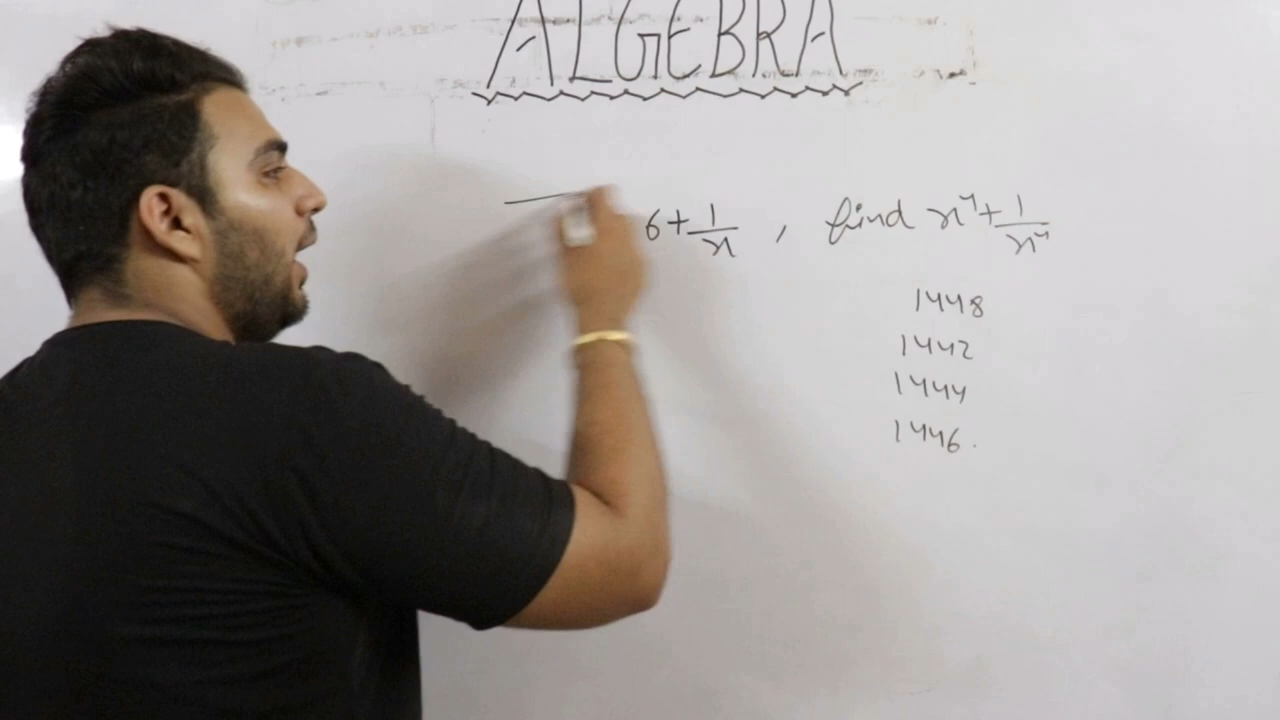 ALGEBRA
6 + 1/x , find x⁴ + 1/x⁴
1448
1442
1444
1446.